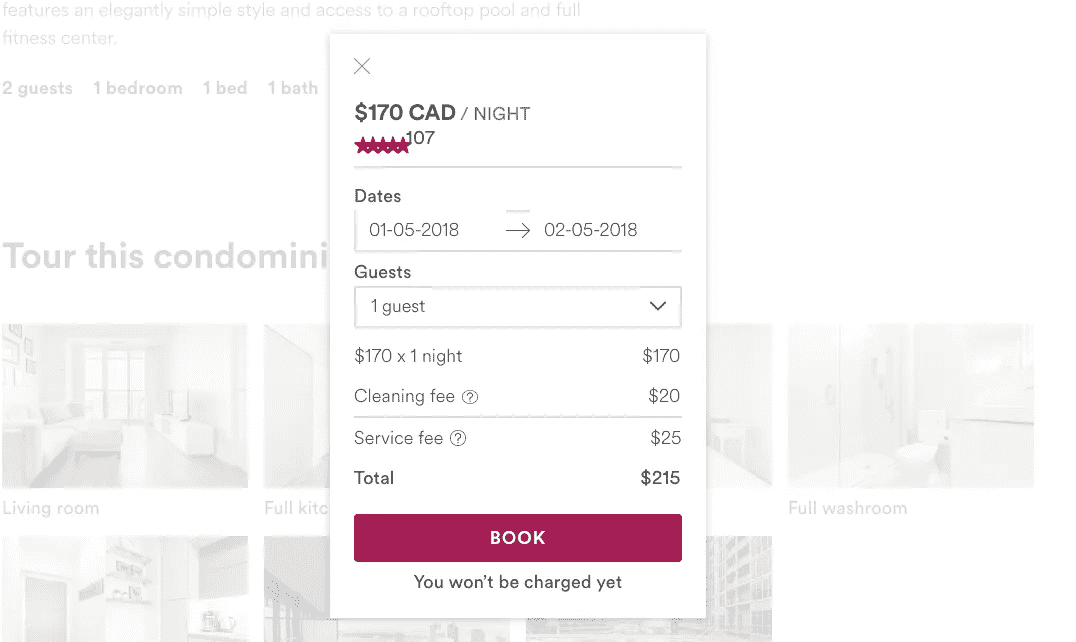 features an elegantly simple style and access to a rooftop pool and full
fitness center.
2 guests 1 bedroom 1 bed 1 bath
$170 CAD / NIGHT
107
Dates
01-05-2018 → 02-05-2018
Tour this condomini
Guests
1 guest
$170 x 1 night $170
Cleaning fee ? $20
Service fee ? $25
Total $215
Living room Full kitc Full washroom
BOOK
You won't be charged yet